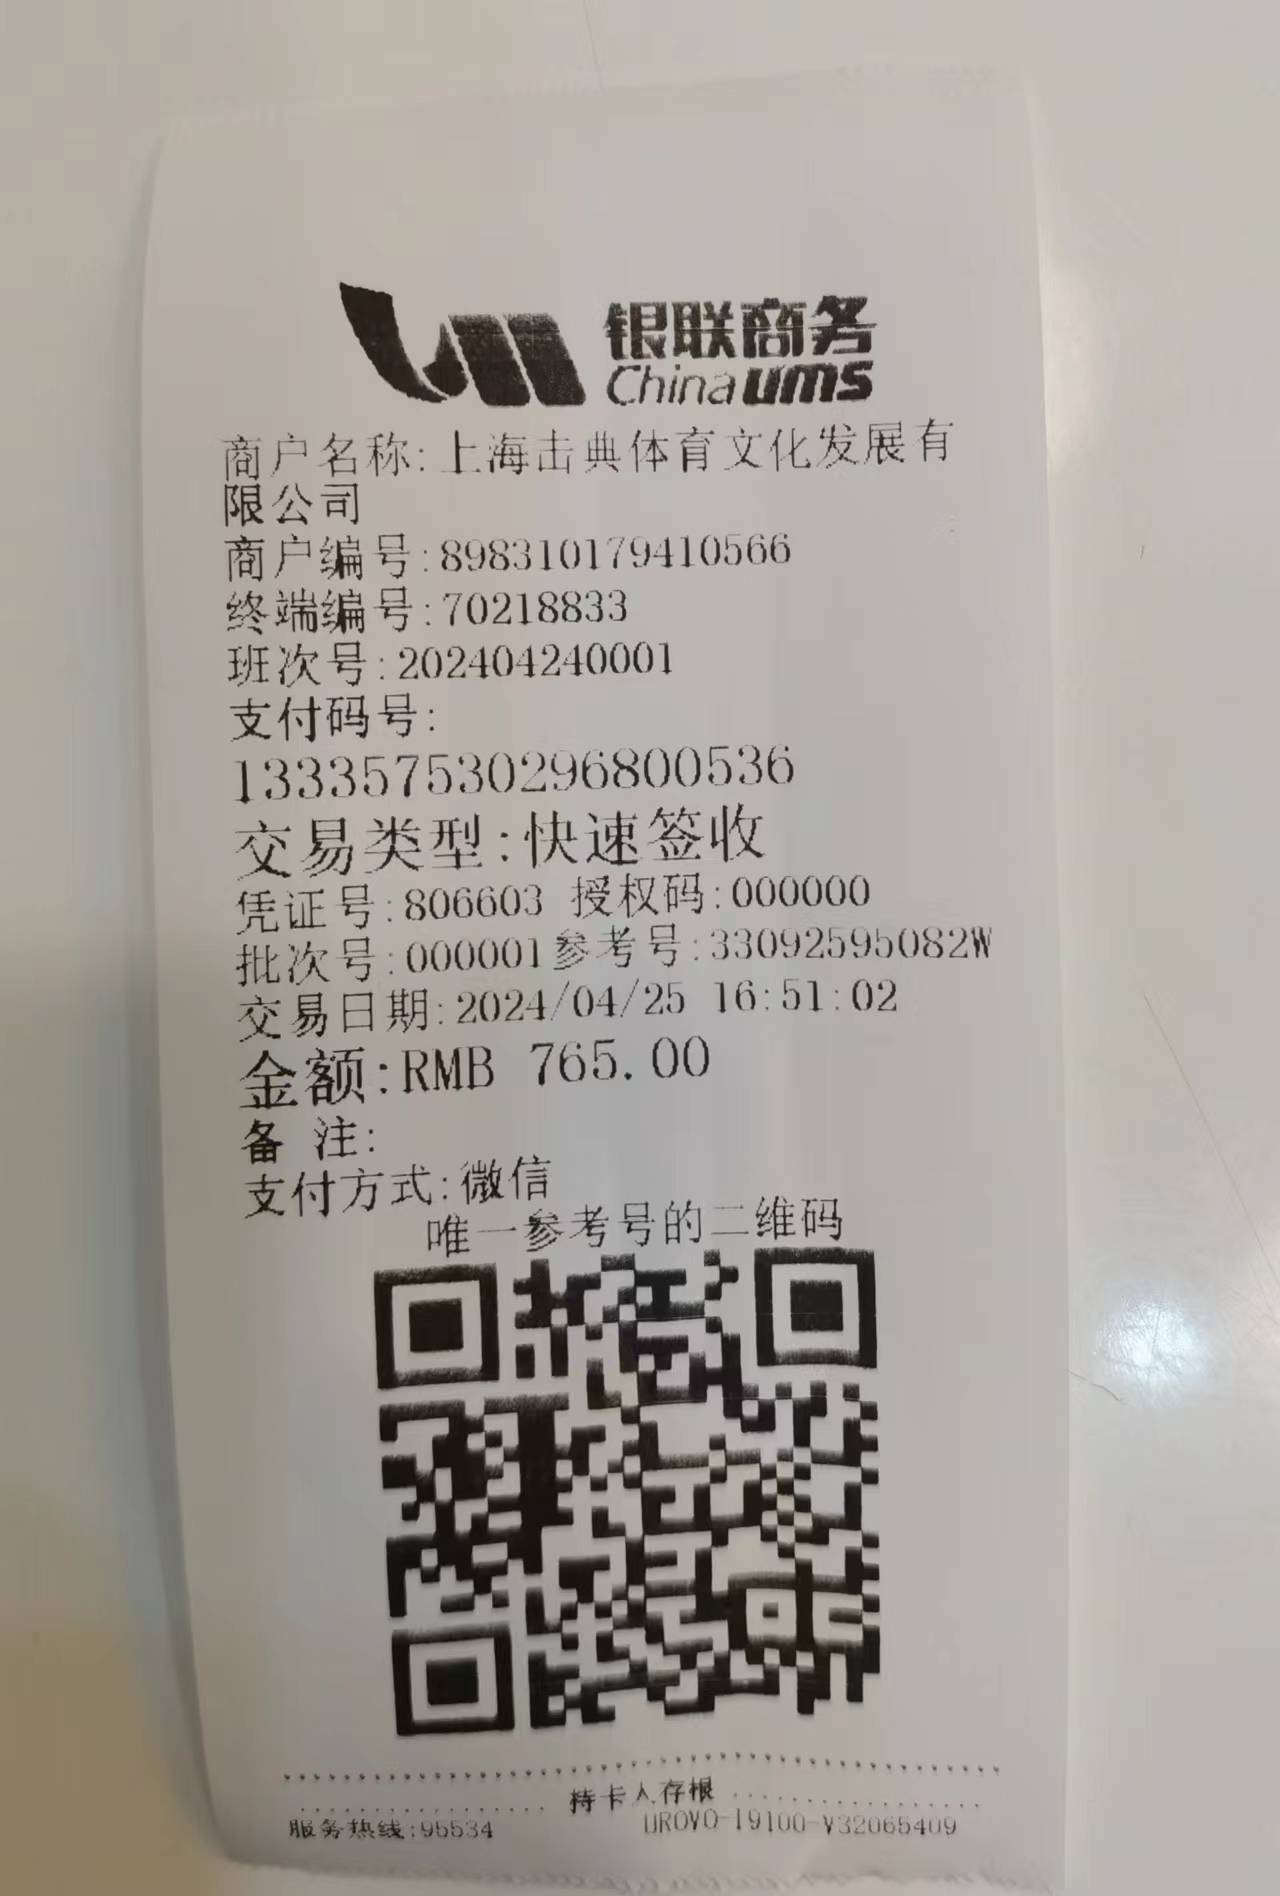 银联商务
Chinaums
商户名称:上海击典体育文化发展有
限公司
商户编号:898310179410566
终端编号:70218833
班次号:202404240001
支付码号:
133357530296800536
交易类型:快速签收
凭证号:806603 授权码:000000
批次号:000001参考号:33092595082W
交易日期:2024/04/25 16:51:02
金额:RMB 765.00
备 注:
支付方式:微信
唯一参考号的二维码
持卡人存根
服务热线:95534 UROVO-I9100-V32065409